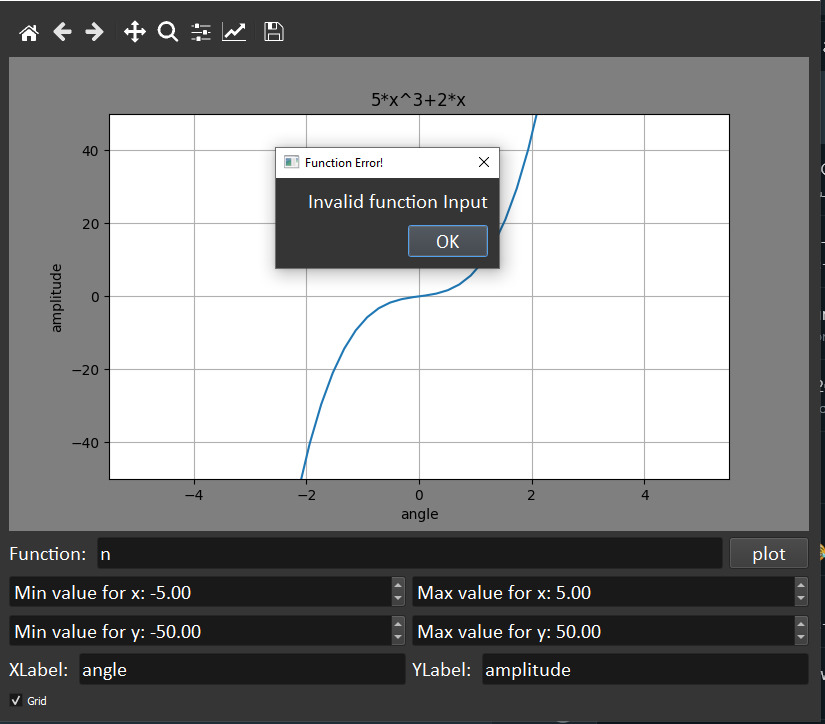 5*x^3+2*x
Function Error!
Invalid function Input
OK
40
20
0
−20
−40
amplitude
−4
−2
0
2
4
angle
Function: n
plot
Min value for x: -5.00
Max value for x: 5.00
Min value for y: -50.00
Max value for y: 50.00
XLabel: angle
YLabel: amplitude
Grid